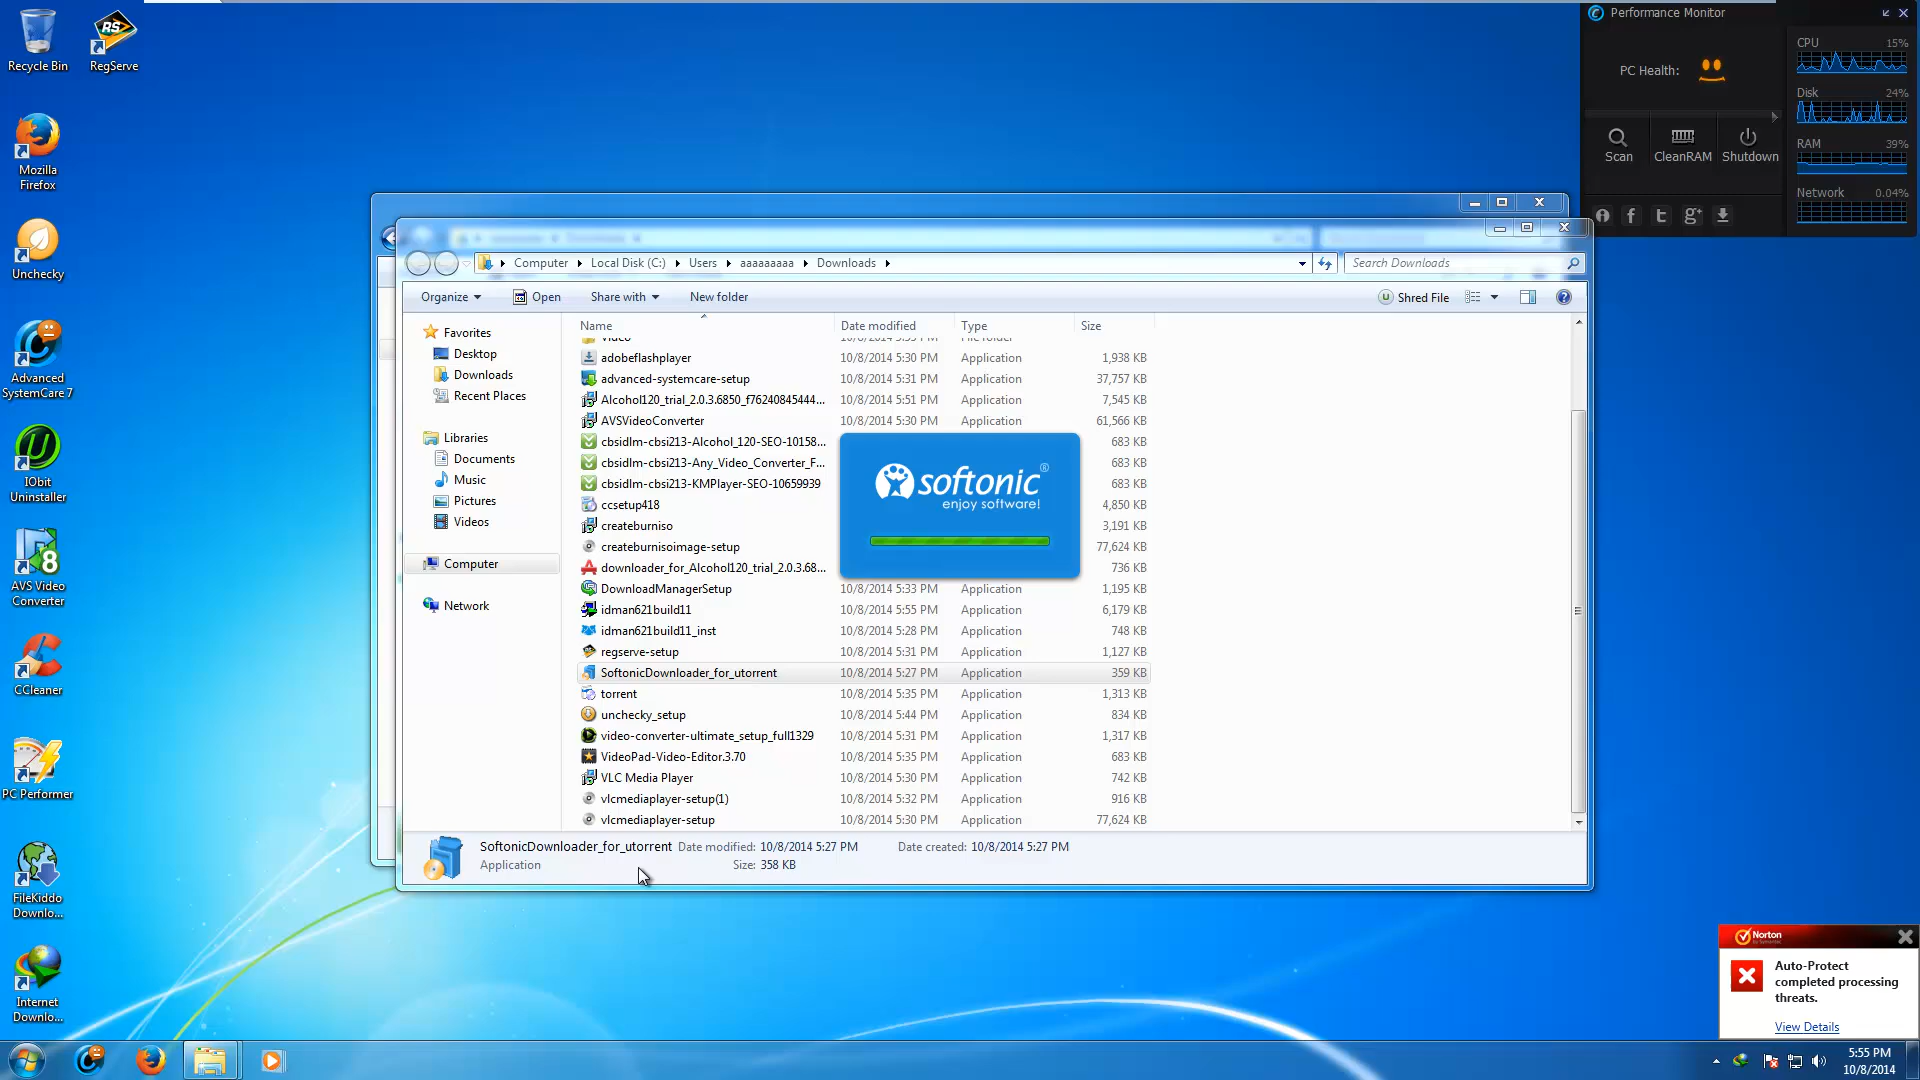 Recycle Bin
RegServe
Mozilla
Firefox
Unchecky
Advanced
SystemCare 7
IObit
Uninstaller
AVS Video
Converter
CCleaner
PC Performer
FileKiddo
Downlo...
Internet
Downlo...
Performance Monitor
PC Health:
CPU 15%
Disk 24%
RAM 39%
Network 0.04%
Scan
CleanRAM
Shutdown
Computer
Local Disk (C:)
Users
aaaaaaaaa
Downloads
Search Downloads
Organize
Open
Share with
New folder
Shred File
Favorites
Desktop
Downloads
Recent Places
Libraries
Documents
Music
Pictures
Videos
Computer
Network
Name Date modified Type Size
adobeflashplayer 10/8/2014 5:30 PM Application 1,938 KB
advanced-systemcare-setup 10/8/2014 5:31 PM Application 37,757 KB
Alcohol120_trial_2.0.3.6850_f76240845444... 10/8/2014 5:51 PM Application 7,545 KB
AVSVideoConverter 10/8/2014 5:30 PM Application 61,566 KB
cbsidlm-cbsi213-Alcohol_120-SEO-10158... 683 KB
cbsidlm-cbsi213-Any_Video_Converter_F... 683 KB
cbsidlm-cbsi213-KMPlayer-SEO-10659939 683 KB
ccsetup418 4,850 KB
createburniso 3,191 KB
createburnisoimage-setup 77,624 KB
downloader_for_Alcohol120_trial_2.0.3.68... 736 KB
DownloadManagerSetup 10/8/2014 5:33 PM Application 1,195 KB
idman621build11 10/8/2014 5:55 PM Application 6,179 KB
idman621build11_inst 10/8/2014 5:28 PM Application 748 KB
regserve-setup 10/8/2014 5:31 PM Application 1,127 KB
SoftonicDownloader_for_utorrent 10/8/2014 5:27 PM Application 359 KB
torrent 10/8/2014 5:35 PM Application 1,313 KB
unchecky_setup 10/8/2014 5:44 PM Application 834 KB
video-converter-ultimate_setup_full1329 10/8/2014 5:31 PM Application 1,317 KB
VideoPad-Video-Editor.3.70 10/8/2014 5:35 PM Application 683 KB
VLC Media Player 10/8/2014 5:30 PM Application 742 KB
vlcmediaplayer-setup(1) 10/8/2014 5:32 PM Application 916 KB
vlcmediaplayer-setup 10/8/2014 5:30 PM Application 77,624 KB
softonic®
enjoy software!
SoftonicDownloader_for_utorrent Date modified: 10/8/2014 5:27 PM Date created: 10/8/2014 5:27 PM
Application Size: 358 KB
Norton
by Symantec
Auto-Protect
completed processing
threats.
View Details
5:55 PM
10/8/2014